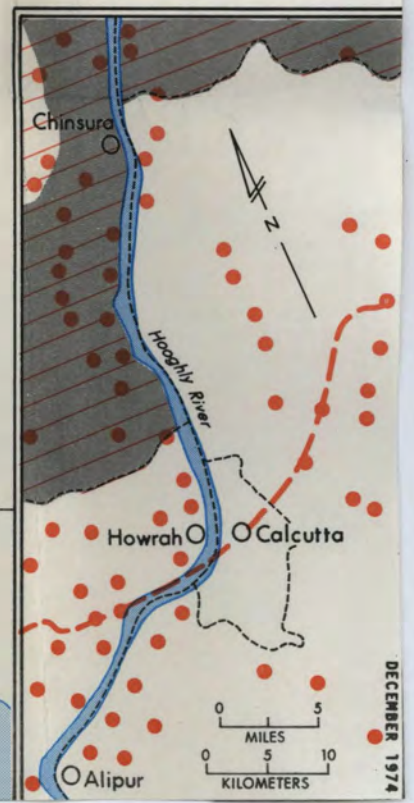 Chinsura
N
Hooghly River
Howrah
Calcutta
Alipur
0 5
MILES
0 5 10
KILOMETERS
DECEMBER 1974